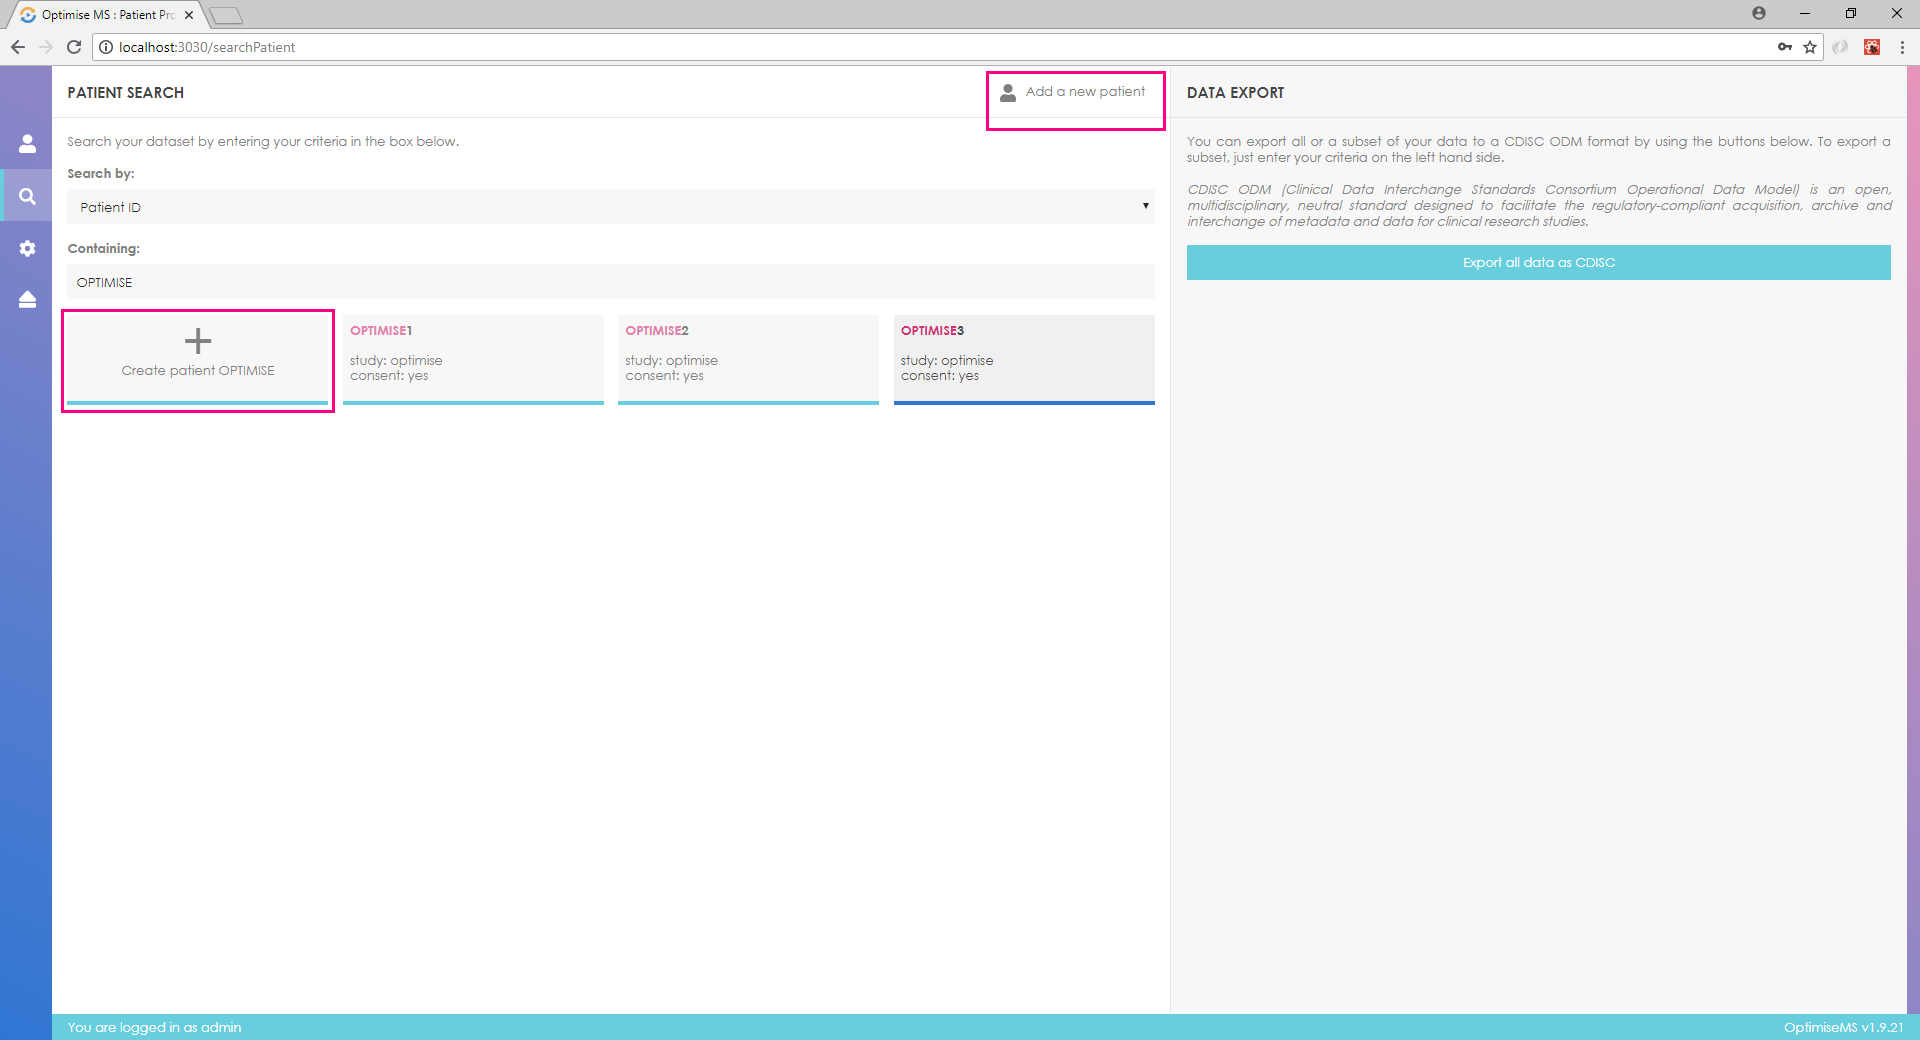 Optimise MS : Patient Pro
localhost:3030/searchPatient
PATIENT SEARCH
Add a new patient
Search your dataset by entering your criteria in the box below.
Search by:
Patient ID
Containing:
OPTIMISE
Create patient OPTIMISE
OPTIMISE1
study: optimise
consent: yes
OPTIMISE2
study: optimise
consent: yes
OPTIMISE3
study: optimise
consent: yes
DATA EXPORT
You can export all or a subset of your data to a CDISC ODM format by using the buttons below. To export a
subset, just enter your criteria on the left hand side.
CDISC ODM (Clinical Data Interchange Standards Consortium Operational Data Model) is an open,
multidisciplinary, neutral standard designed to facilitate the regulatory-compliant acquisition, archive and
interchange of metadata and data for clinical research studies.
Export all data as CDISC
You are logged in as admin
OptimiseMS v1.9.21